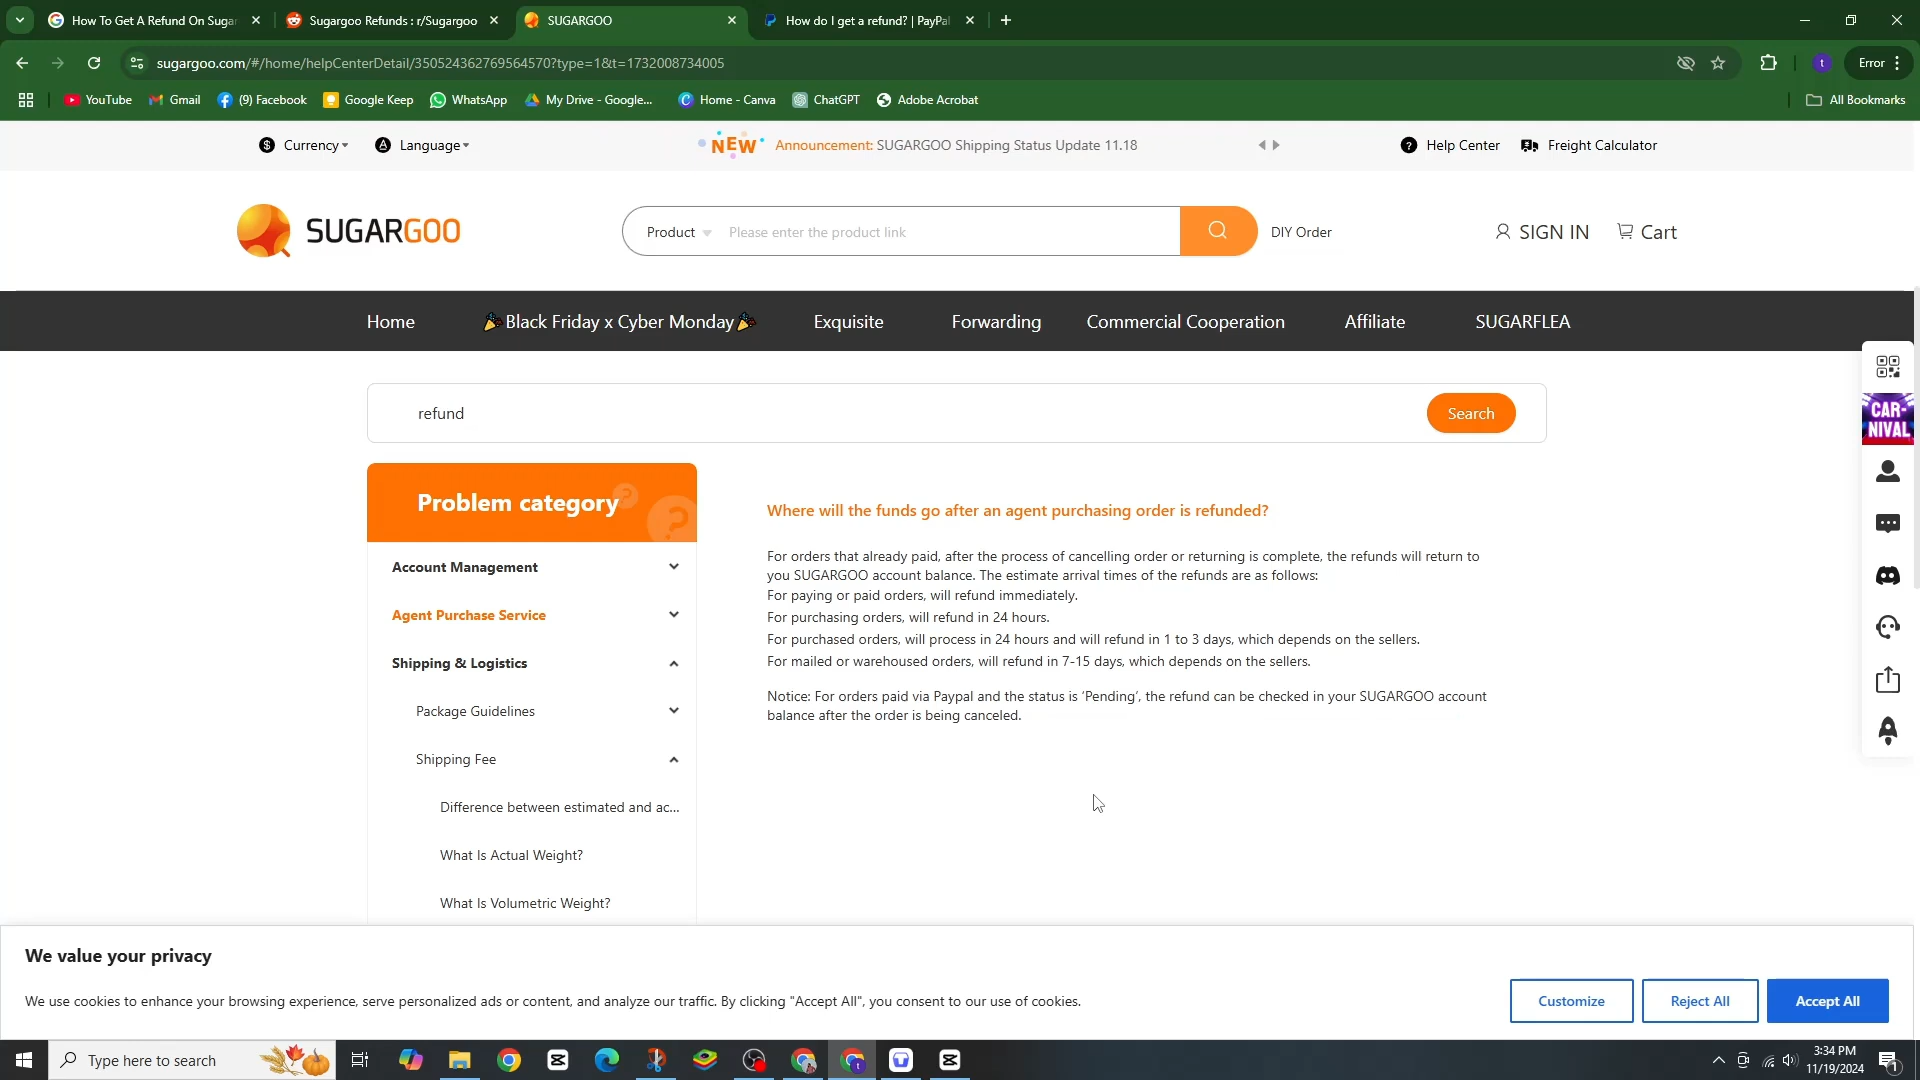 How To Get A Refund On Sugar
Sugargoo Refunds : r/Sugargoo
SUGARGOO
How do I get a refund? | PayPal
sugargoo.com/#/home/helpCenterDetail/350524362769564570?type=1&t=1732008734005
t
Error
YouTube
Gmail
(9) Facebook
Google Keep
WhatsApp
My Drive - Google...
Home - Canva
ChatGPT
Adobe Acrobat
All Bookmarks
Currency
Language
NEW
Announcement: SUGARGOO Shipping Status Update 11.18
Help Center
Freight Calculator
SUGARGOO
Product
Please enter the product link
DIY Order
SIGN IN
Cart
Home
Black Friday x Cyber Monday
Exquisite
Forwarding
Commercial Cooperation
Affiliate
SUGARFLEA
refund
Search
CAR-
NIVAL
Problem category
Account Management
Agent Purchase Service
Shipping & Logistics
Package Guidelines
Shipping Fee
Difference between estimated and ac...
What Is Actual Weight?
What Is Volumetric Weight?
Where will the funds go after an agent purchasing order is refunded?
For orders that already paid, after the process of cancelling order or returning is complete, the refunds will return to
you SUGARGOO account balance. The estimate arrival times of the refunds are as follows:
For paying or paid orders, will refund immediately.
For purchasing orders, will refund in 24 hours.
For purchased orders, will process in 24 hours and will refund in 1 to 3 days, which depends on the sellers.
For mailed or warehoused orders, will refund in 7-15 days, which depends on the sellers.
Notice: For orders paid via Paypal and the status is ‘Pending’, the refund can be checked in your SUGARGOO account
balance after the order is being canceled.
We value your privacy
We use cookies to enhance your browsing experience, serve personalized ads or content, and analyze our traffic. By clicking "Accept All", you consent to our use of cookies.
Customize
Reject All
Accept All
Type here to search
3:34 PM
11/19/2024
1